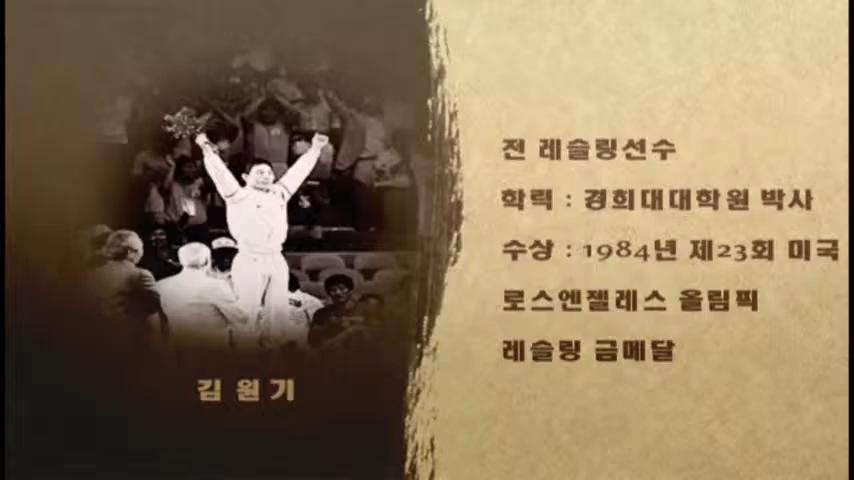 김원기
전 레슬링선수
학력 : 경희대대학원 박사
수상 : 1984년 제23회 미국
로스엔젤레스 올림픽
레슬링 금메달